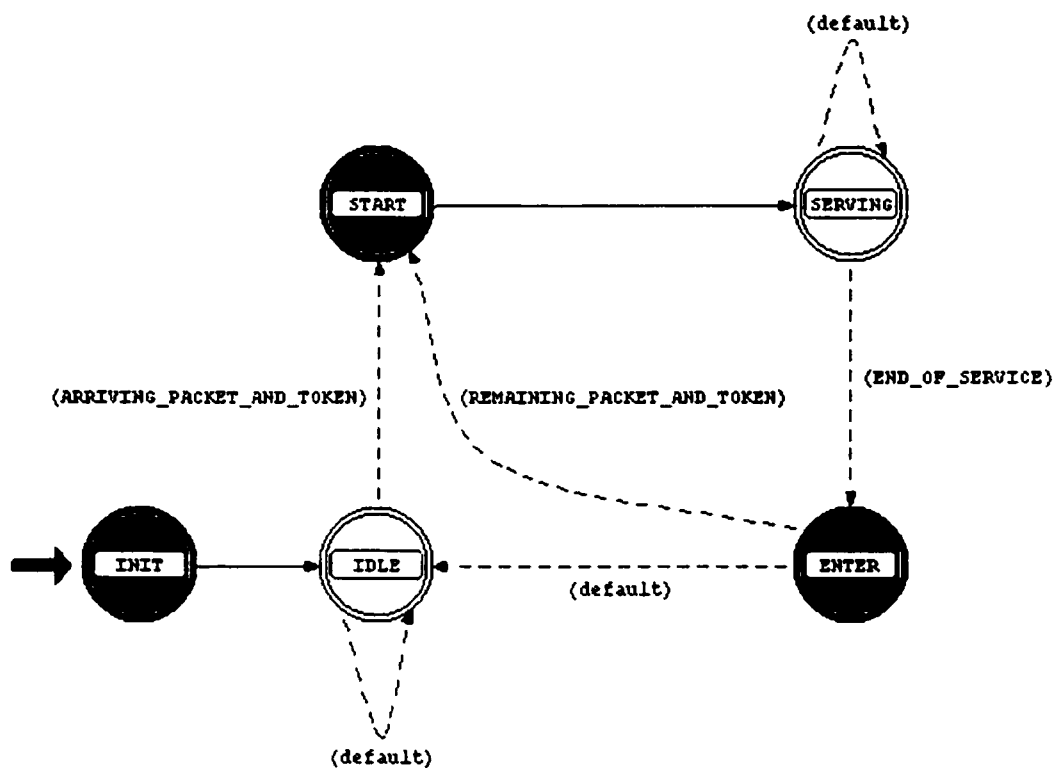 (default)
START
SERVING
(END_OF_SERVICE)
(ARRIVING_PACKET_AND_TOKEN)
(REMAINING_PACKET_AND_TOKEN)
INIT
IDLE
ENTER
(default)
(default)